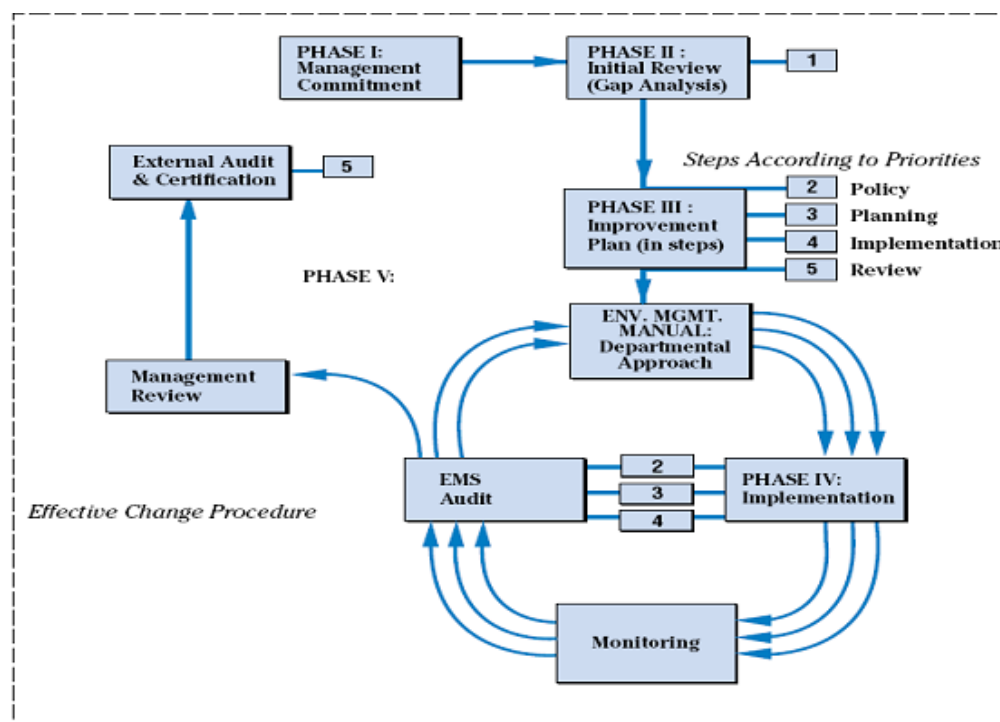 PHASE I:
Management
Commitment
PHASE II :
Initial Review
(Gap Analysis)
1
External Audit
& Certification
5
Steps According to Priorities
2 Policy
3 Planning
4 Implementation
5 Review
PHASE III :
Improvement
Plan (in steps)
PHASE V:
ENV. MGMT.
MANUAL:
Departmental
Approach
Management
Review
EMS
Audit
2
3
4
PHASE IV:
Implementation
Effective Change Procedure
Monitoring